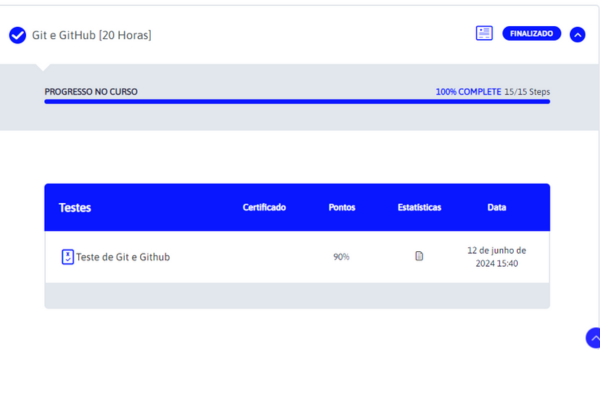 Git e GitHub [20 Horas]
FINALIZADO
PROGRESSO NO CURSO
100% COMPLETE 15/15 Steps
Testes Certificado Pontos Estatísticas Data
Teste de Git e Github 90% 12 de junho de
2024 15:40